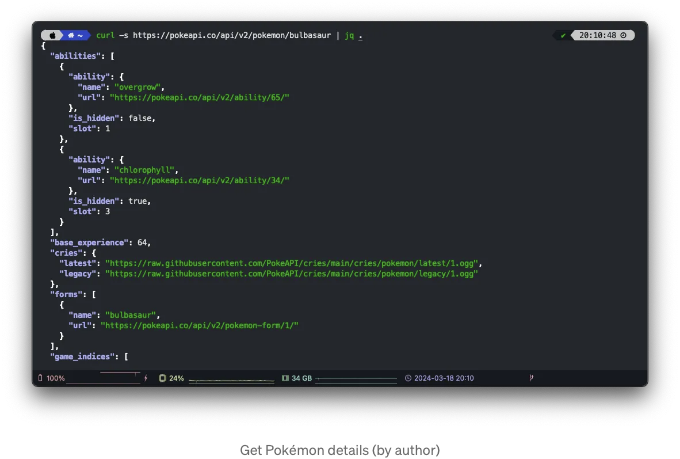 ~ curl -s https://pokeapi.co/api/v2/pokemon/bulbasaur | jq . ✔ 20:10:48
{
  "abilities": [
    {
      "ability": {
        "name": "overgrow",
        "url": "https://pokeapi.co/api/v2/ability/65/"
      },
      "is_hidden": false,
      "slot": 1
    },
    {
      "ability": {
        "name": "chlorophyll",
        "url": "https://pokeapi.co/api/v2/ability/34/"
      },
      "is_hidden": true,
      "slot": 3
    }
  ],
  "base_experience": 64,
  "cries": {
    "latest": "https://raw.githubusercontent.com/PokeAPI/cries/main/cries/pokemon/latest/1.ogg",
    "legacy": "https://raw.githubusercontent.com/PokeAPI/cries/main/cries/pokemon/legacy/1.ogg"
  },
  "forms": [
    {
      "name": "bulbasaur",
      "url": "https://pokeapi.co/api/v2/pokemon-form/1/"
    }
  ],
  "game_indices": [
100% 24% 34 GB 2024-03-18 20:10
Get Pokémon details (by author)